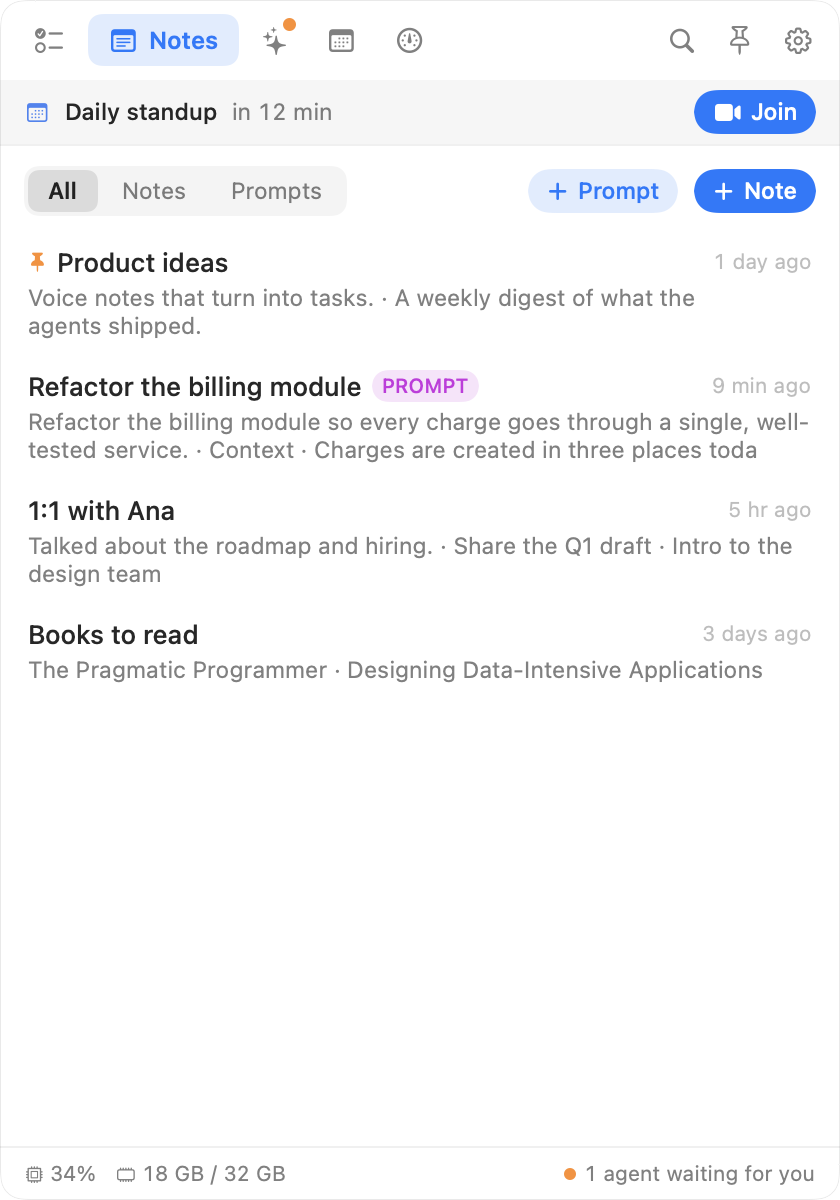 Notes
Daily standup in 12 min
Join
All Notes Prompts
+ Prompt
+ Note
Product ideas
1 day ago
Voice notes that turn into tasks. · A weekly digest of what the
agents shipped.
Refactor the billing module PROMPT
9 min ago
Refactor the billing module so every charge goes through a single, well-
tested service. · Context · Charges are created in three places toda
1:1 with Ana
5 hr ago
Talked about the roadmap and hiring. · Share the Q1 draft · Intro to the
design team
Books to read
3 days ago
The Pragmatic Programmer · Designing Data-Intensive Applications
34% 18 GB / 32 GB
1 agent waiting for you